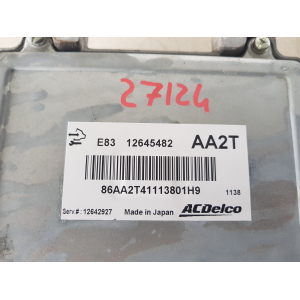 27124
E83 12645482 AA2T
86AA2T41113801H9
1138
Serv.#: 12642927 Made in Japan ACDelco